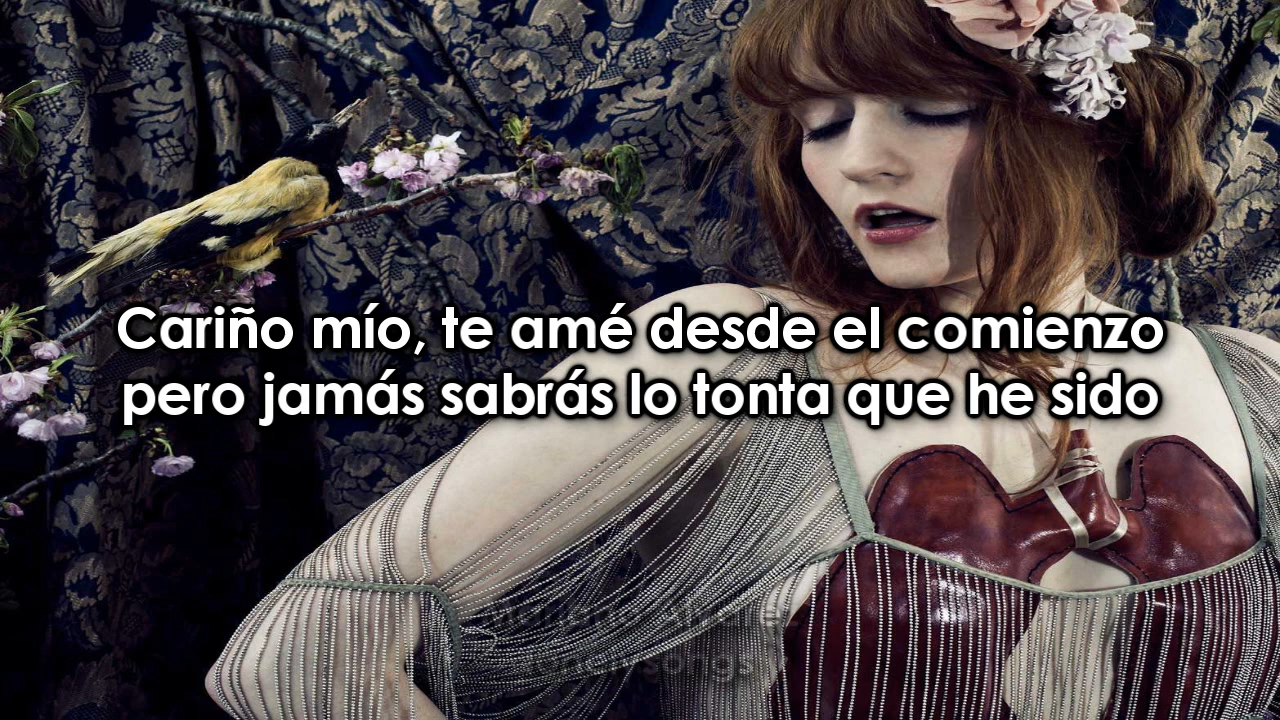 Cariño mío, te amé desde el comienzo
pero jamás sabrás lo tonta que he sido